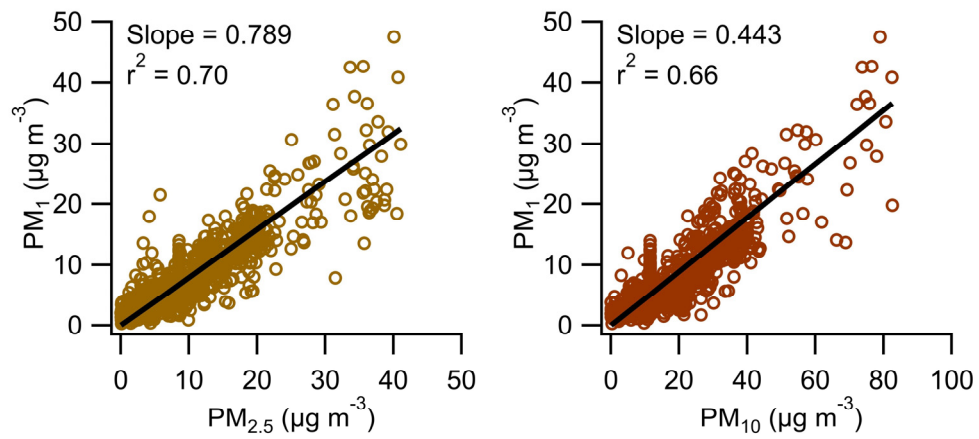 Slope = 0.789
r² = 0.70
PM₁ (µg m⁻³)
50
40
30
20
10
0
0 10 20 30 40 50
PM₂.₅ (µg m⁻³)
Slope = 0.443
r² = 0.66
PM₁ (µg m⁻³)
50
40
30
20
10
0
0 20 40 60 80 100
PM₁₀ (µg m⁻³)